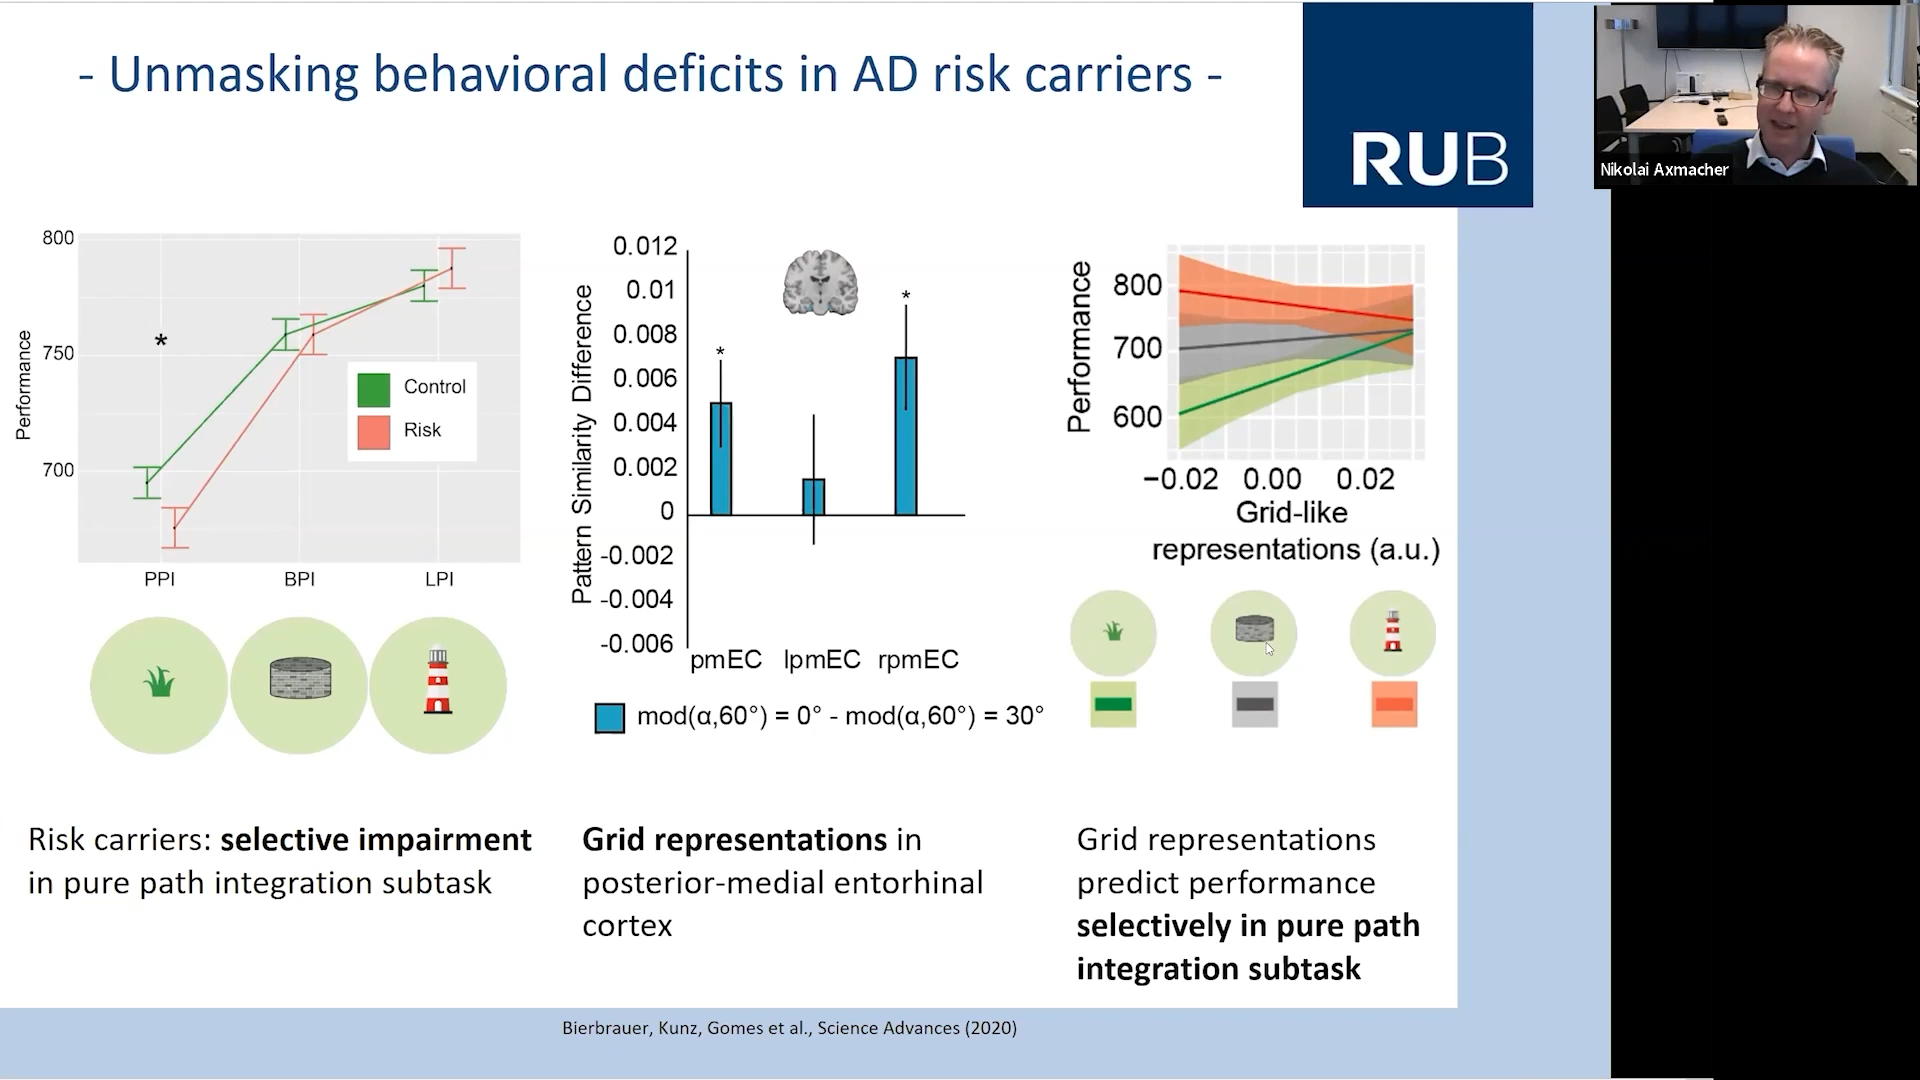 - Unmasking behavioral deficits in AD risk carriers -
RUB
Nikolai Axmacher
800
750
700
Performance
*
Control
Risk
PPI BPI LPI
0.012
0.01
0.008
0.006
0.004
0.002
0
-0.002
-0.004
-0.006
Pattern Similarity Difference
*
*
pmEC lpmEC rpmEC
mod(α,60°) = 0° - mod(α,60°) = 30°
Performance
800
700
600
−0.02 0.00 0.02
Grid-like
representations (a.u.)
Risk carriers: selective impairment
in pure path integration subtask
Grid representations in
posterior-medial entorhinal
cortex
Grid representations
predict performance
selectively in pure path
integration subtask
Bierbrauer, Kunz, Gomes et al., Science Advances (2020)